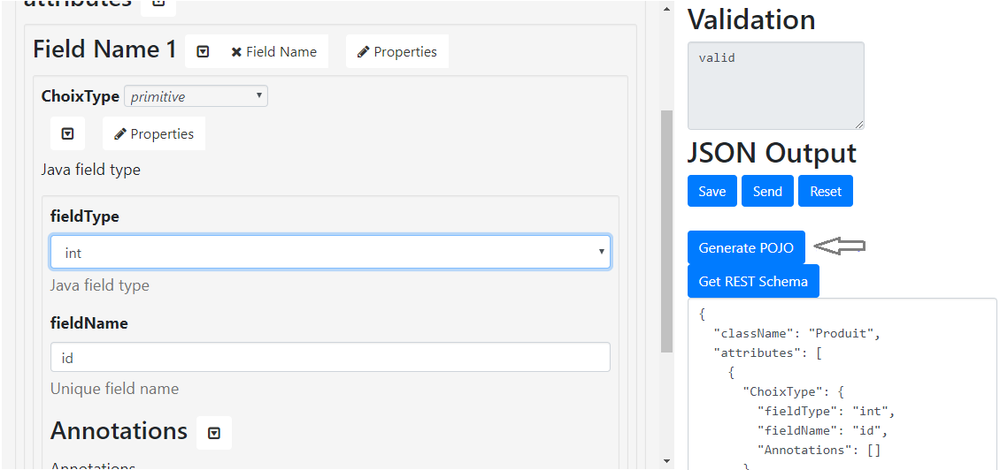 attributes
Field Name 1 Field Name Properties
ChoixType primitive
Properties
Java field type
fieldType
int
Java field type
fieldName
id
Unique field name
Annotations
Annotations
Validation
valid
JSON Output
Save Send Reset
Generate POJO
Get REST Schema
{
"className": "Produit",
"attributes": [
{
"ChoixType": {
"fieldType": "int",
"fieldName": "id",
"Annotations": []
}